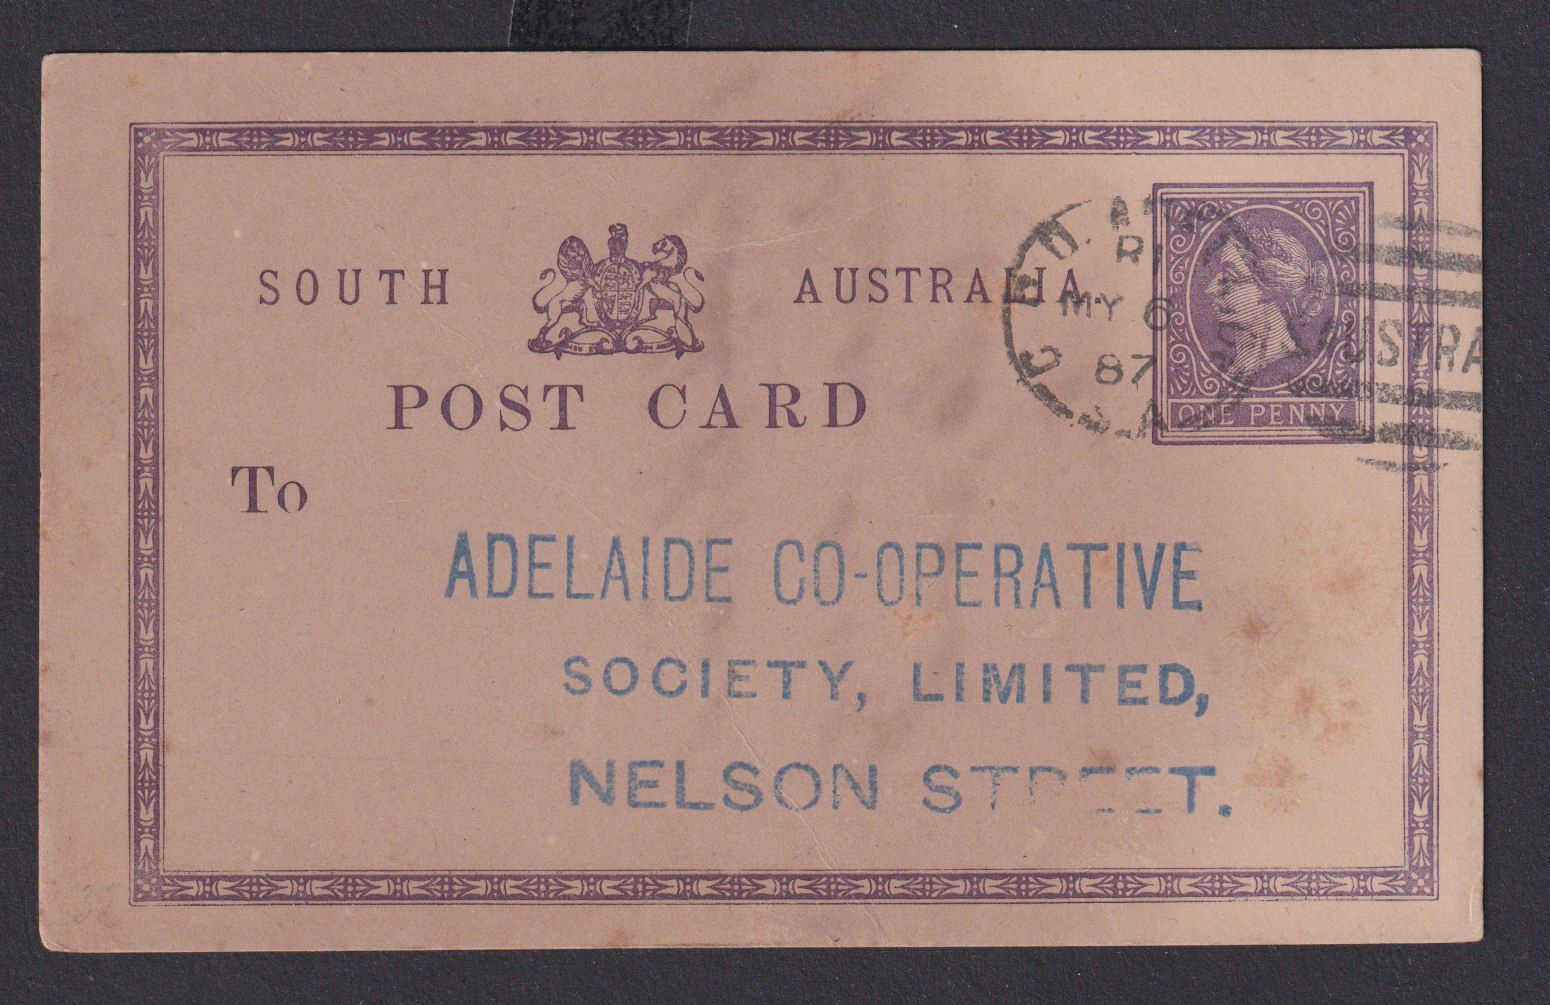 SOUTH AUSTRALIA.
POST CARD
ONE PENNY
MY 6
87
To
ADELAIDE CO-OPERATIVE
SOCIETY, LIMITED,
NELSON STREET.